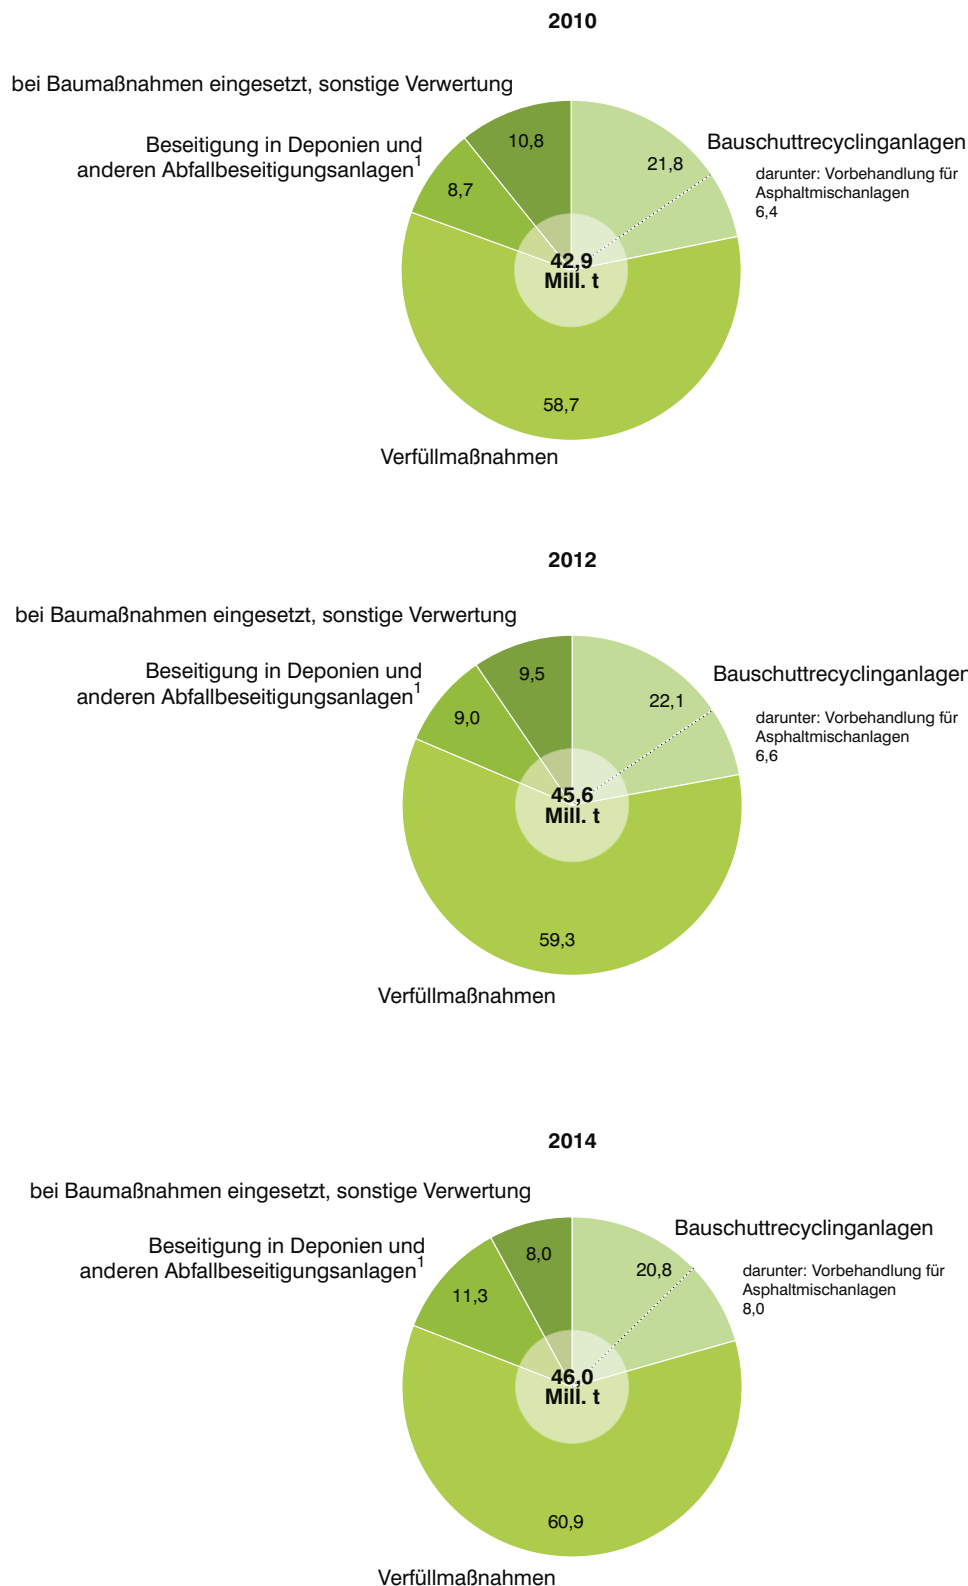 2010
bei Baumaßnahmen eingesetzt, sonstige Verwertung
Beseitigung in Deponien und
anderen Abfallbeseitigungsanlagen¹
10,8
8,7
21,8
Bauschuttrecyclinganlagen
darunter: Vorbehandlung für
Asphaltmischanlagen
6,4
42,9
Mill. t
58,7
Verfüllmaßnahmen
2012
bei Baumaßnahmen eingesetzt, sonstige Verwertung
Beseitigung in Deponien und
anderen Abfallbeseitigungsanlagen¹
9,5
9,0
22,1
Bauschuttrecyclinganlagen
darunter: Vorbehandlung für
Asphaltmischanlagen
6,6
45,6
Mill. t
59,3
Verfüllmaßnahmen
2014
bei Baumaßnahmen eingesetzt, sonstige Verwertung
Beseitigung in Deponien und
anderen Abfallbeseitigungsanlagen¹
8,0
11,3
20,8
Bauschuttrecyclinganlagen
darunter: Vorbehandlung für
Asphaltmischanlagen
8,0
46,0
Mill. t
60,9
Verfüllmaßnahmen